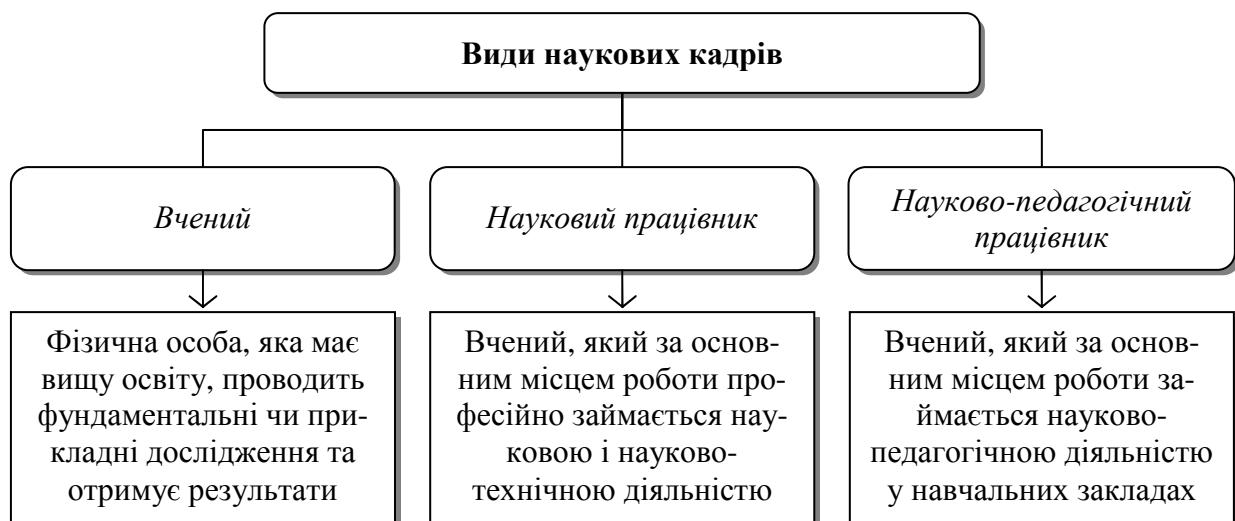 Види наукових кадрів
Вчений
Науковий працівник
Науково-педагогічний
працівник
Фізична особа, яка має
вищу освіту, проводить
фундаментальні чи при-
кладні дослідження та
отримує результати
Вчений, який за основ-
ним місцем роботи про-
фесійно займається нау-
ковою і науково-
технічною діяльністю
Вчений, який за основ-
ним місцем роботи за-
ймається науково-
педагогічною діяльністю
у навчальних закладах